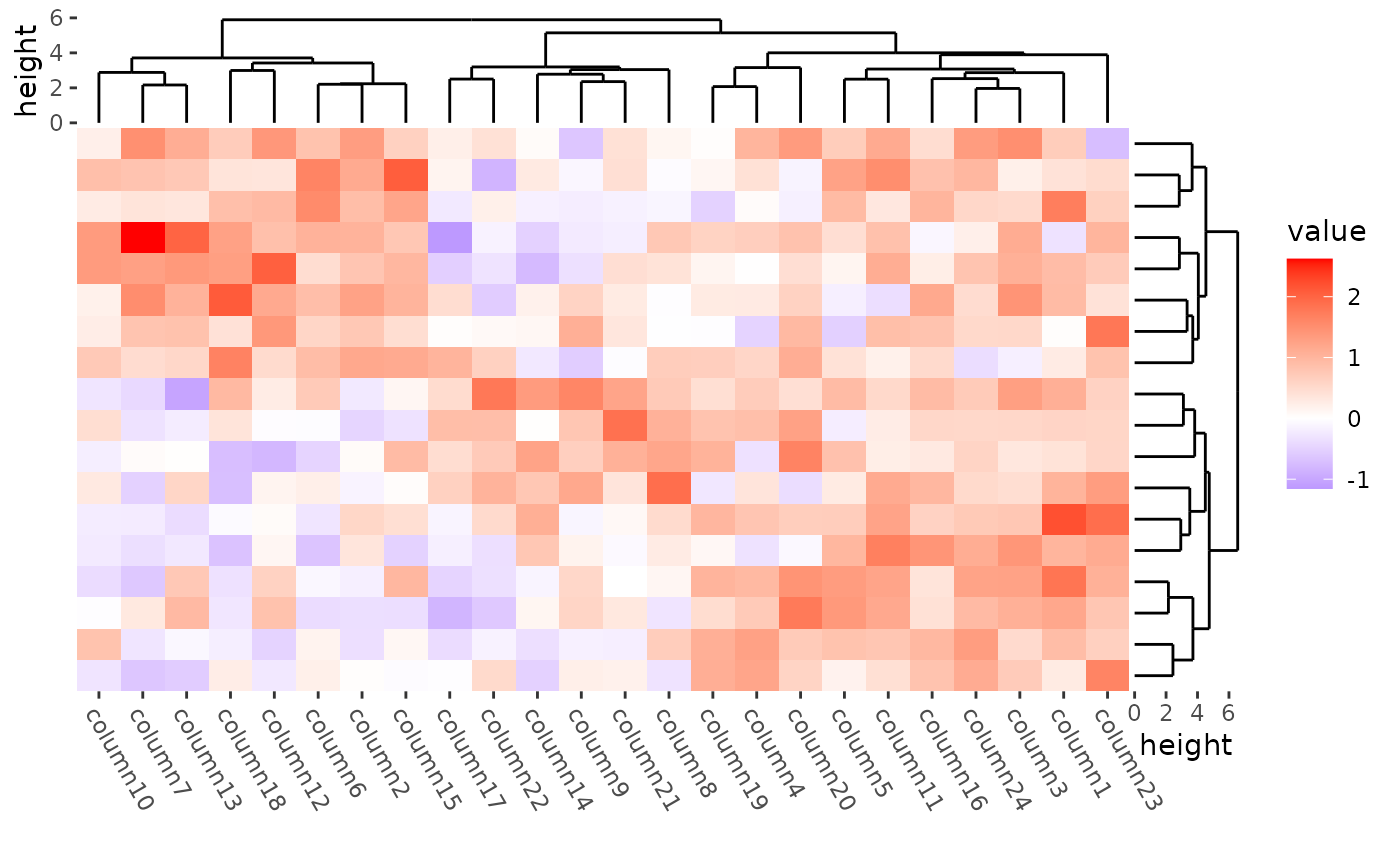 height
6
4
2
0
value
2
1
0
-1
column10
column7
column13
column18
column12
column6
column2
column15
column17
column22
column14
column9
column21
column8
column19
column4
column20
column5
column11
column16
column24
column3
column1
column23
0 2 4 6
height